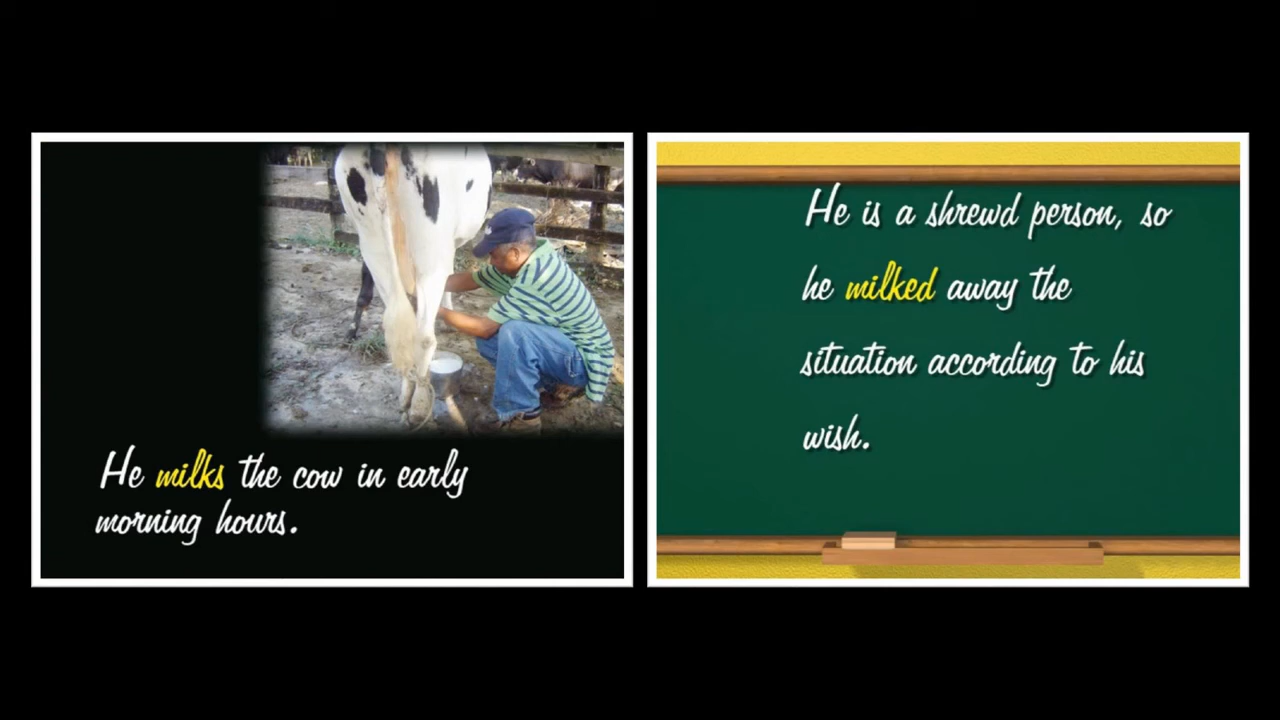 He milks the cow in early
morning hours.
He is a shrewd person, so
he milked away the
situation according to his
wish.